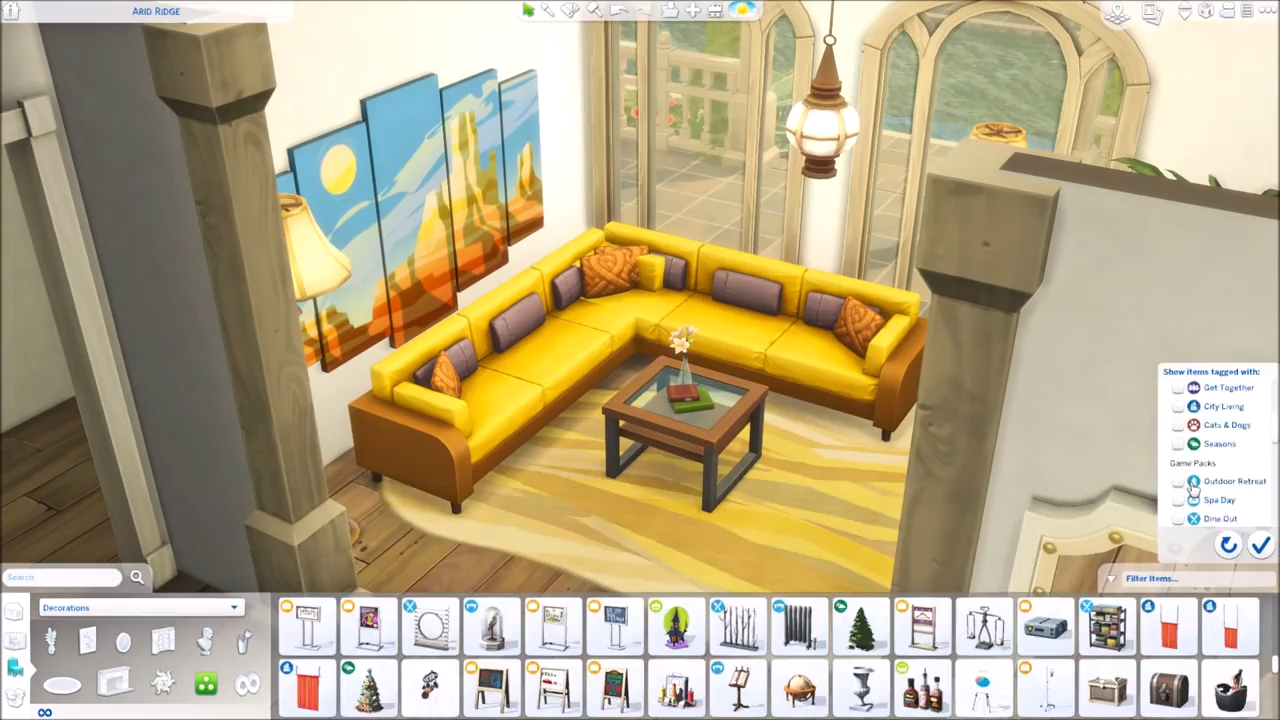 ARID RIDGE
Show items tagged with:
Get Together
City Living
Cats & Dogs
Seasons
Game Packs
Outdoor Retreat
Spa Day
Dine Out
Filter Items...
Search
Decorations